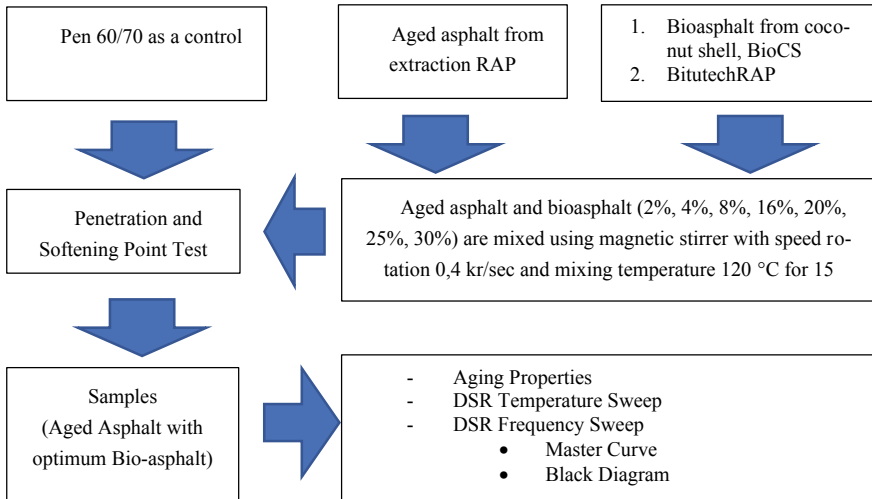 Pen 60/70 as a control
Aged asphalt from
extraction RAP
1. Bioasphalt from coco-
nut shell, BioCS
2. BitutechRAP
Penetration and
Softening Point Test
Aged asphalt and bioasphalt (2%, 4%, 8%, 16%, 20%,
25%, 30%) are mixed using magnetic stirrer with speed ro-
tation 0,4 kr/sec and mixing temperature 120 °C for 15
Samples
(Aged Asphalt with
optimum Bio-asphalt)
- Aging Properties
- DSR Temperature Sweep
- DSR Frequency Sweep
• Master Curve
• Black Diagram